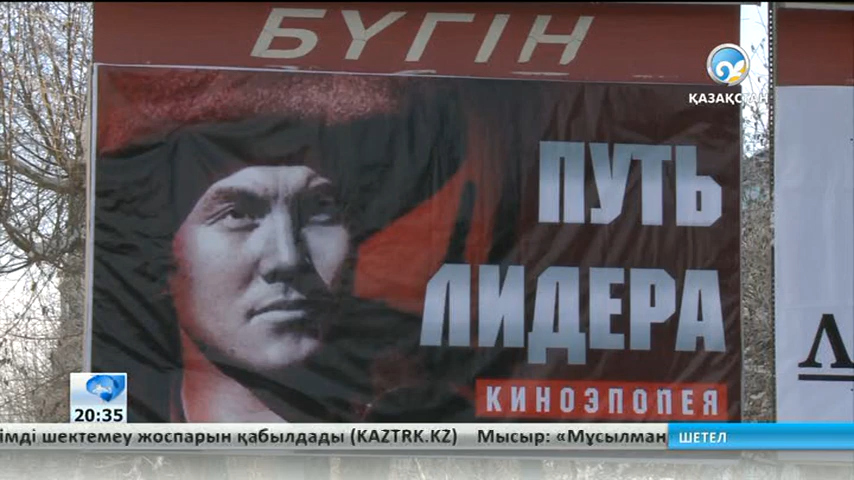 БҮГІН
ҚАЗАҚСТАН
ПУТЬ
ЛИДЕРА
КИНОЭПОПЕЯ
20:35
імді шектемеу жоспарын қабылдады (KAZTRK.KZ) Мысыр: «Мұсылман
ШЕТЕЛ